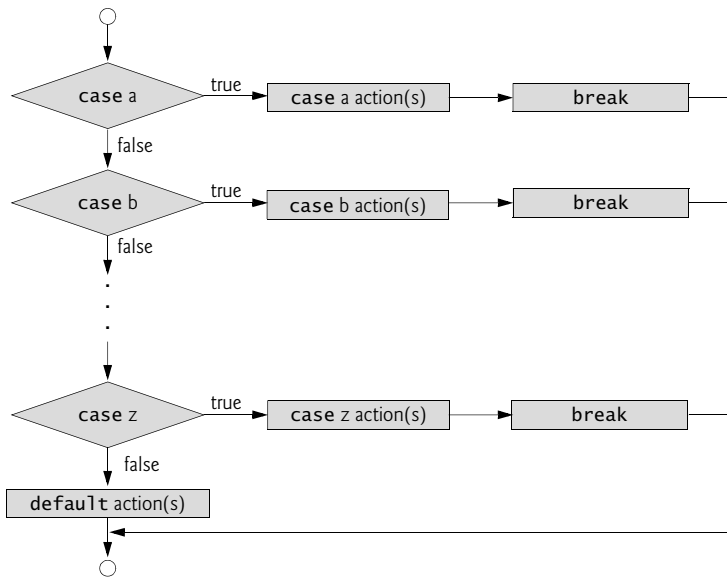 true
case a
case a action(s)
break
false
true
case b
case b action(s)
break
false
.
.
.
true
case z
case z action(s)
break
false
default action(s)